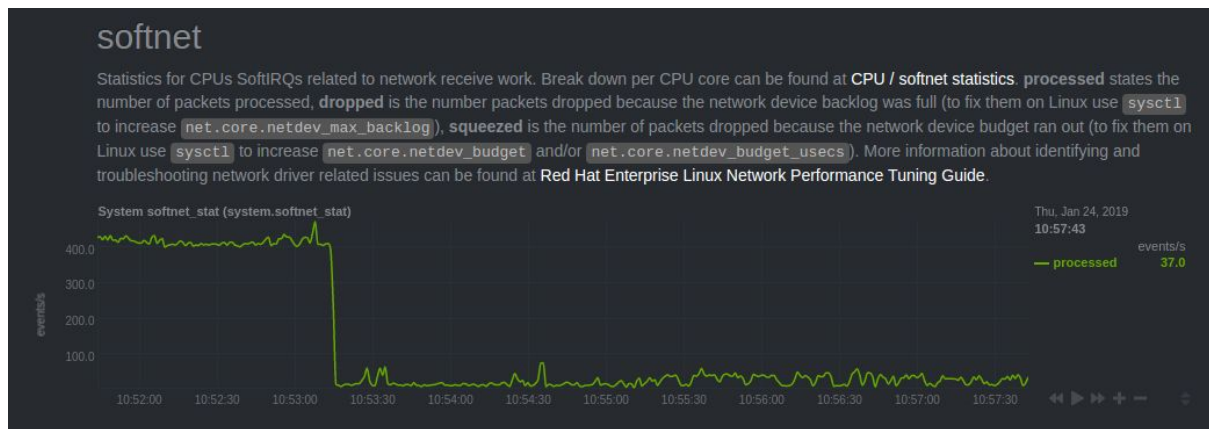 softnet
Statistics for CPUs SoftIRQs related to network receive work. Break down per CPU core can be found at CPU / softnet statistics. processed states the
number of packets processed, dropped is the number packets dropped because the network device backlog was full (to fix them on Linux use sysctl
to increase net.core.netdev_max_backlog), squeezed is the number of packets dropped because the network device budget ran out (to fix them on
Linux use sysctl to increase net.core.netdev_budget and/or net.core.netdev_budget_usecs). More information about identifying and
troubleshooting network driver related issues can be found at Red Hat Enterprise Linux Network Performance Tuning Guide.
System softnet_stat (system.softnet_stat)
Thu, Jan 24, 2019
10:57:43
events/s
processed 37.0
400.0
300.0
200.0
100.0
events/s
10:52:00 10:52:30 10:53:00 10:53:30 10:54:00 10:54:30 10:55:00 10:55:30 10:56:00 10:56:30 10:57:00 10:57:30